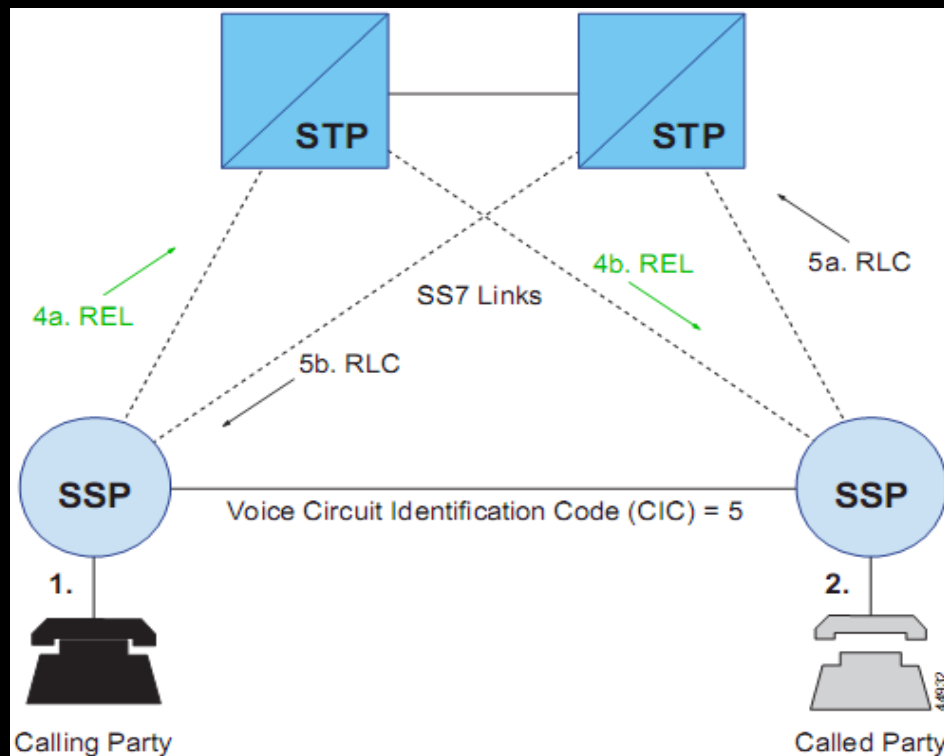 STP
STP
4a. REL
SS7 Links
4b. REL
5a. RLC
5b. RLC
SSP
Voice Circuit Identification Code (CIC) = 5
SSP
1.
2.
Calling Party
Called Party
44932